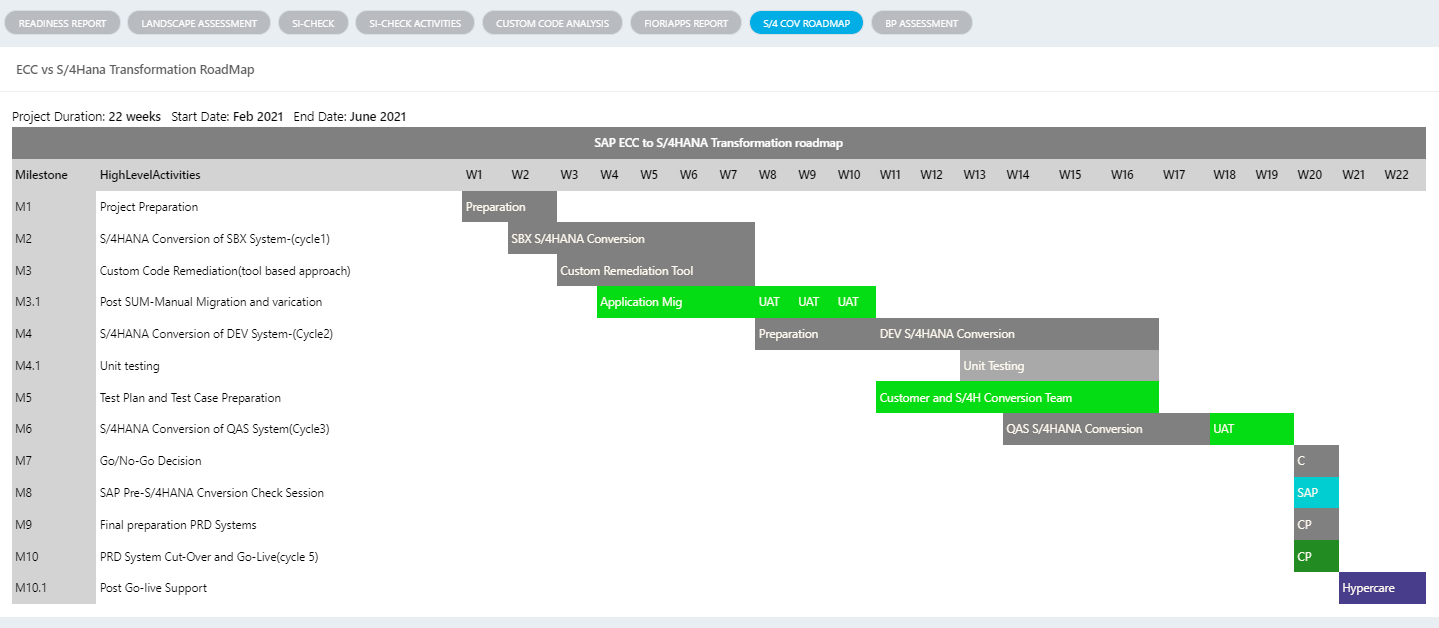 READINESS REPORT LANDSCAPE ASSESSMENT SI-CHECK SI-CHECK ACTIVITIES CUSTOM CODE ANALYSIS FIORIAPPS REPORT S/4 COV ROADMAP BP ASSESSMENT
ECC vs S/4Hana Transformation RoadMap
Project Duration: 22 weeks Start Date: Feb 2021 End Date: June 2021
SAP ECC to S/4HANA Transformation roadmap
Milestone HighLevelActivities W1 W2 W3 W4 W5 W6 W7 W8 W9 W10 W11 W12 W13 W14 W15 W16 W17 W18 W19 W20 W21 W22
M1 Project Preparation Preparation
M2 S/4HANA Conversion of SBX System-(cycle1) SBX S/4HANA Conversion
M3 Custom Code Remediation(tool based approach) Custom Remediation Tool
M3.1 Post SUM-Manual Migration and varication Application Mig UAT UAT UAT
M4 S/4HANA Conversion of DEV System-(Cycle2) Preparation DEV S/4HANA Conversion
M4.1 Unit testing Unit Testing
M5 Test Plan and Test Case Preparation Customer and S/4H Conversion Team
M6 S/4HANA Conversion of QAS System(Cycle3) QAS S/4HANA Conversion UAT
M7 Go/No-Go Decision C
M8 SAP Pre-S/4HANA Cnversion Check Session SAP
M9 Final preparation PRD Systems CP
M10 PRD System Cut-Over and Go-Live(cycle 5) CP
M10.1 Post Go-live Support Hypercare